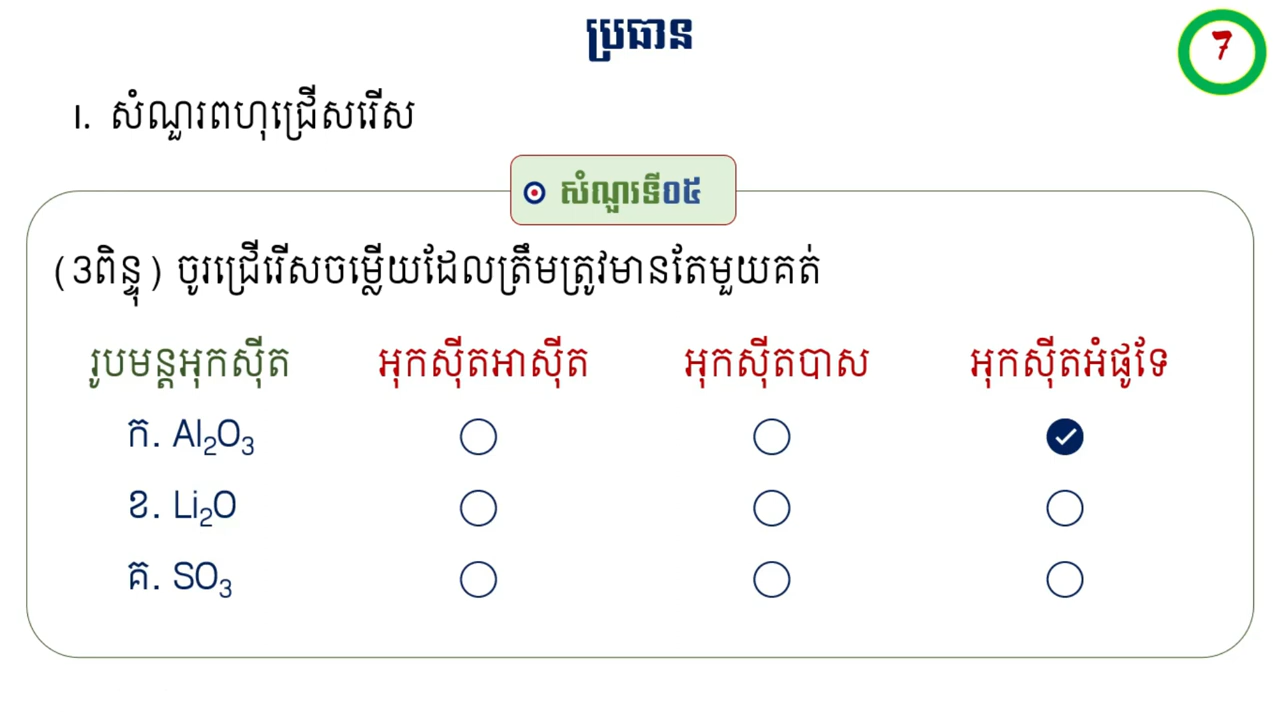 ប្រធាន
7
I. សំណួរពហុជ្រើសរើស
សំណួរទី០៥
(3ពិន្ទុ) ចូរជ្រើរើសចម្លើយដែលត្រឹមត្រូវមានតែមួយគត់
រូបមន្តអុកស៊ីត អុកស៊ីតអាស៊ីត អុកស៊ីតបាស អុកស៊ីតអំផូទែ
ក. Al₂O₃
ខ. Li₂O
គ. SO₃